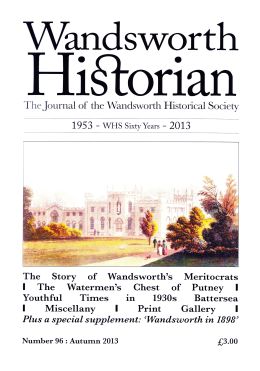 Wandsworth
Historian
The Journal of the Wandsworth Historical Society
1953 - WHS Sixty Years - 2013
The Story of Wandsworth's Meritocrats
I The Watermen's Chest of Putney I
Youthful Times in 1930s Battersea
I Miscellany I Print Gallery I
Plus a special supplement: 'Wandsworth in 1898'
Number 96 : Autumn 2013 £3.00